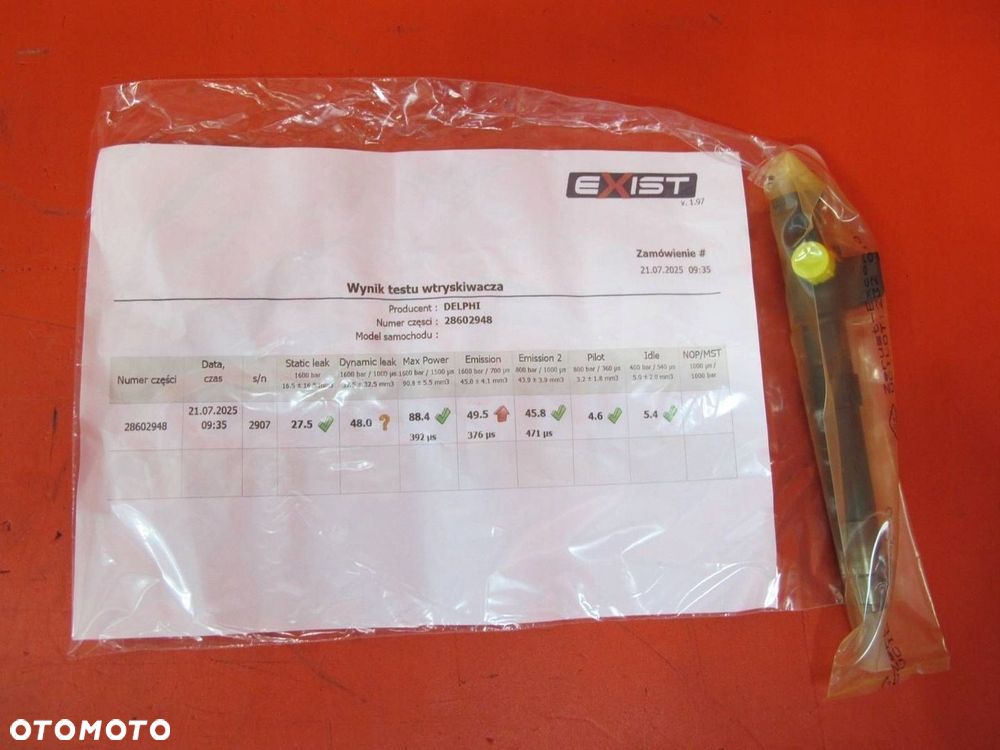 EXIST
v. 1.97
Zamówienie #
21.07.2025 09:35
Wynik testu wtryskiwacza
Producent : DELPHI
Numer części : 28602948
Model samochodu :
Numer części Data, czas s/n Static leak Dynamic leak Max Power Emission Emission 2 Pilot Idle NOP/MST
1600 bar 1600 bar / 1000 µs 1600 bar / 1500 µs 1600 bar / 700 µs 800 bar / 1000 µs 800 bar / 360 µs 400 bar / 540 µs 1000 µs / 1000 bar
90.8 ± 5.5 mm3 45.0 ± 4.1 mm3 43.9 ± 3.9 mm3 3.2 ± 1.8 mm3 5.0 ± 2.0 mm3
28602948 21.07.2025 09:35 2907 27.5 48.0 ? 88.4 49.5 45.8 4.6 5.4
392 µs 376 µs 471 µs
OTOMOTO